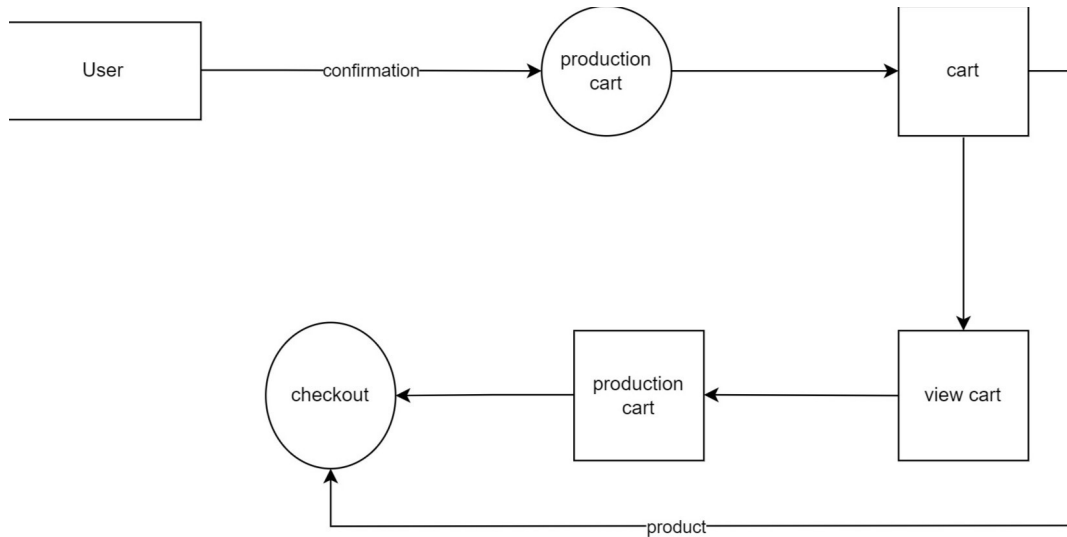 User
confirmation
production
cart
cart
checkout
production
cart
view cart
product